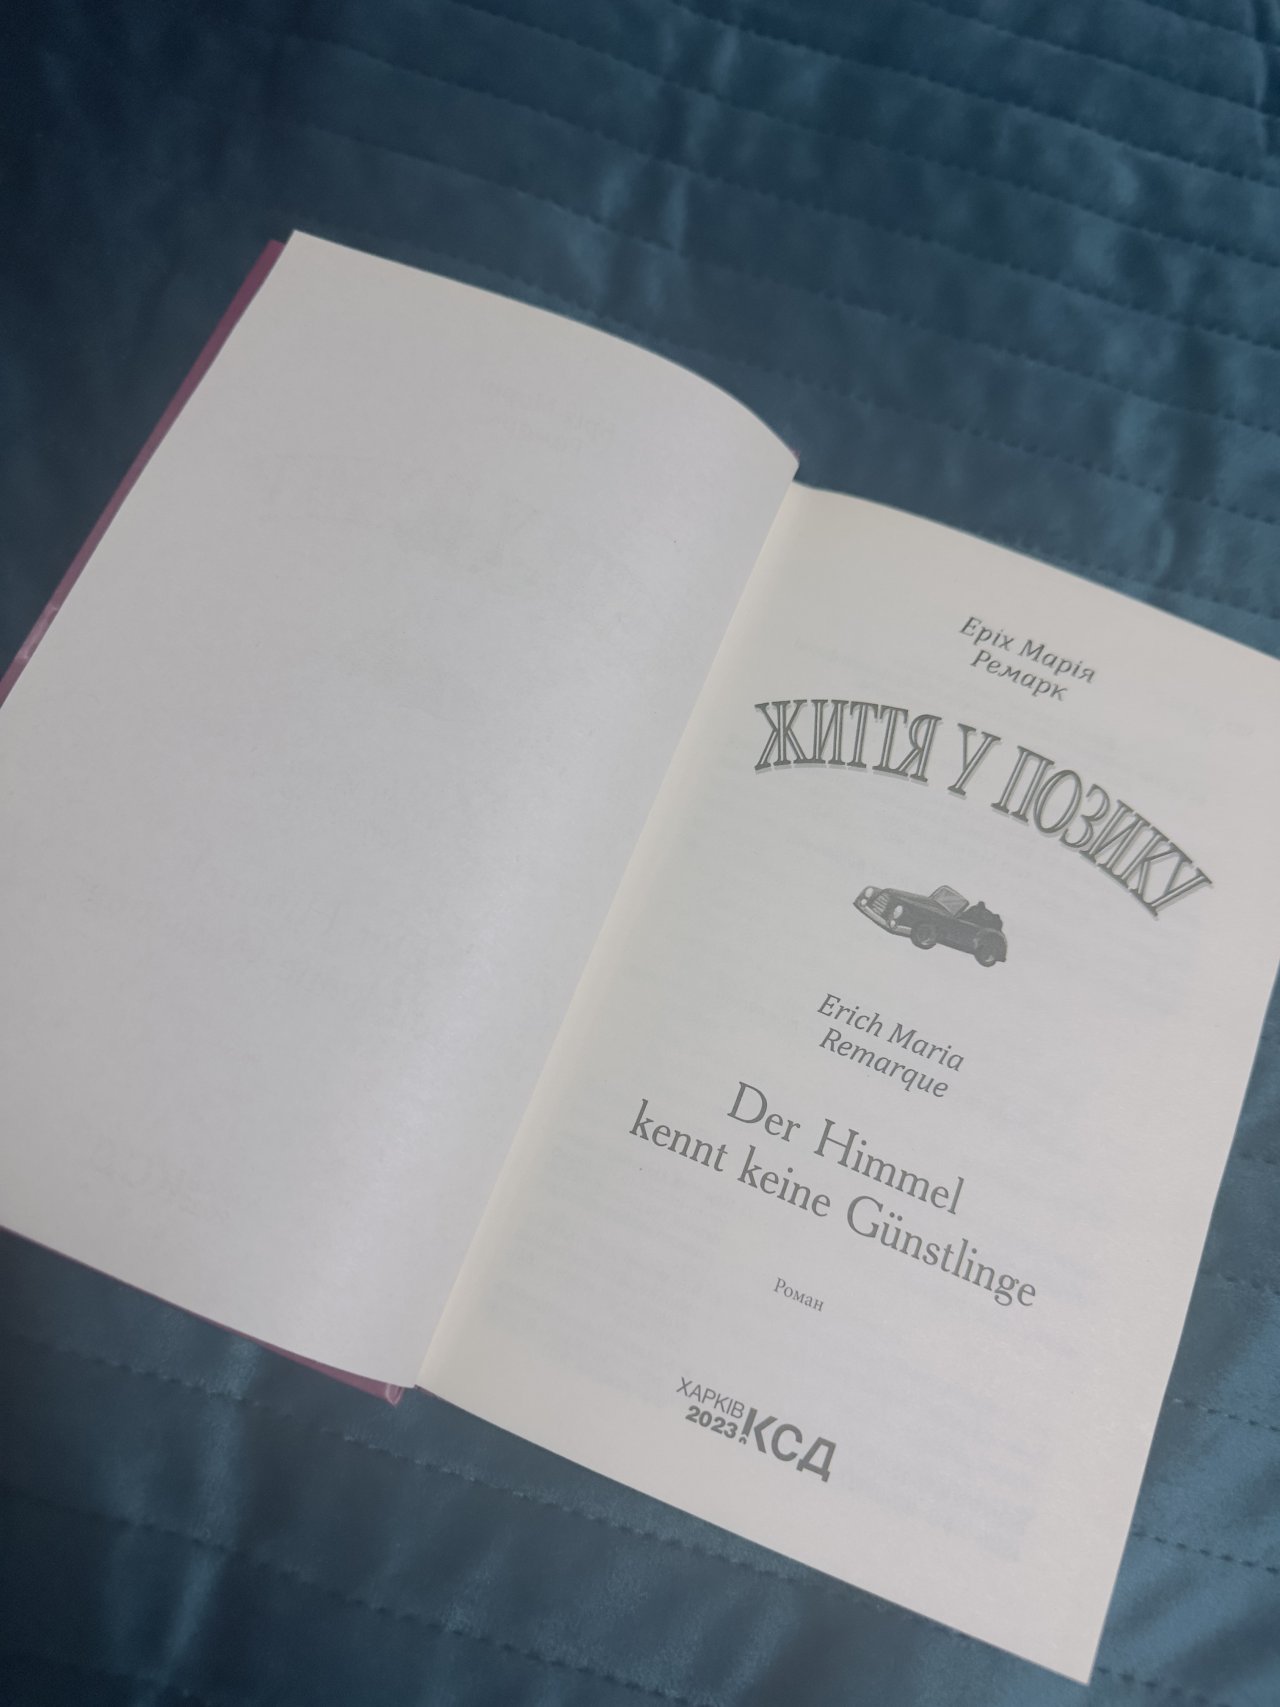 Еріх Марія
Ремарк
ЖИТТЯ У ПОЗИКУ
Erich Maria
Remarque
Der Himmel
kennt keine Günstlinge
Роман
ХАРКІВ
2023
КСД